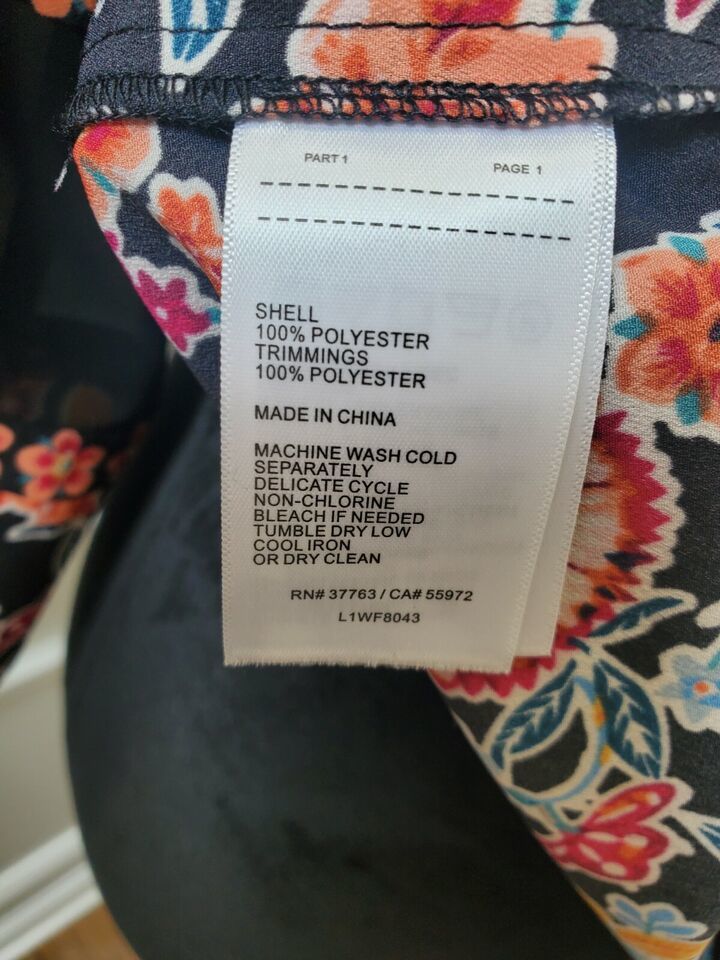 PART 1 PAGE 1
SHELL
100% POLYESTER
TRIMMINGS
100% POLYESTER
MADE IN CHINA
MACHINE WASH COLD
SEPARATELY
DELICATE CYCLE
NON-CHLORINE
BLEACH IF NEEDED
TUMBLE DRY LOW
COOL IRON
OR DRY CLEAN
RN# 37763 / CA# 55972
L1WF8043